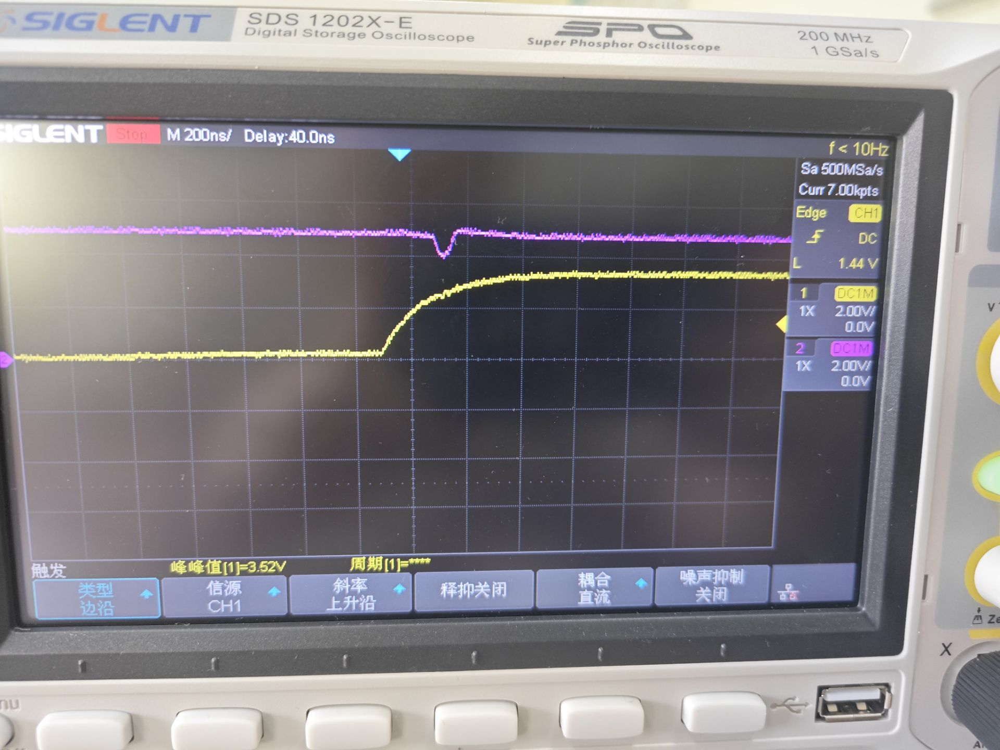 SIGLENT SDS 1202X-E
Digital Storage Oscilloscope
SPO
Super Phosphor Oscilloscope
200 MHz
1 GSa/s
SIGLENT Stop M 200ns/ Delay:40.0ns
f < 10Hz
Sa 500MSa/s
Curr 7.00kpts
Edge CH1
DC
L 1.44 V
1 DC1M
1X 2.00V/
0.0V
2 DC1M
1X 2.00V/
0.0V
2
触发 峰峰值[1]=3.52V 周期[1]=****
类型
边沿
信源
CH1
斜率
上升沿
释抑关闭
耦合
直流
噪声抑制
关闭
X